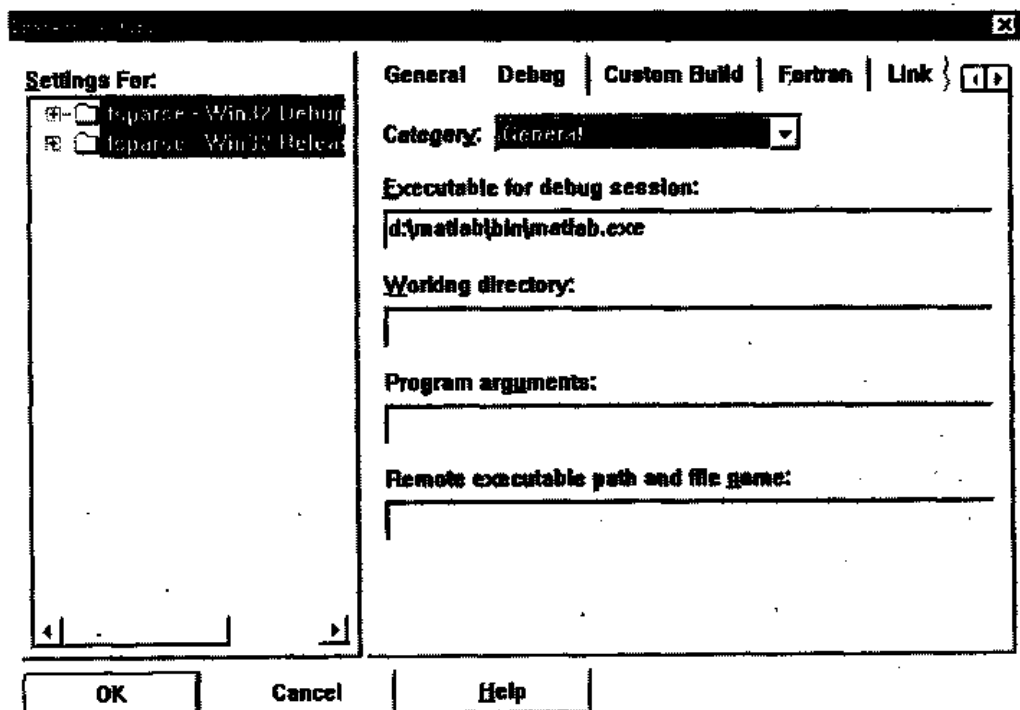 Settings For:
fsparse - Win32 Debug
fsparse - Win32 Releas
General Debug Custom Build Fortran Link
Category: General
Executable for debug session:
d:\matlab\bin\matlab.exe
Working directory:
Program arguments:
Remote executable path and file name:
OK Cancel Help